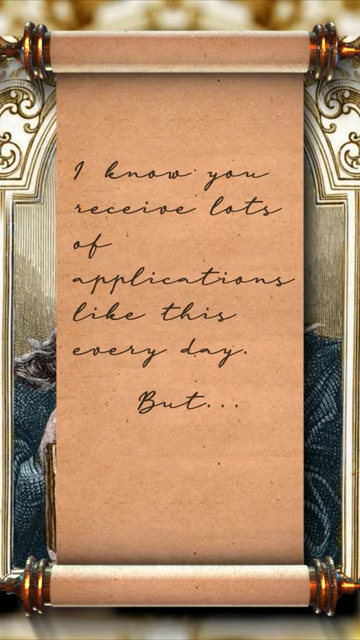 I know you
receive lots
of
applications
like this
every day.
But...